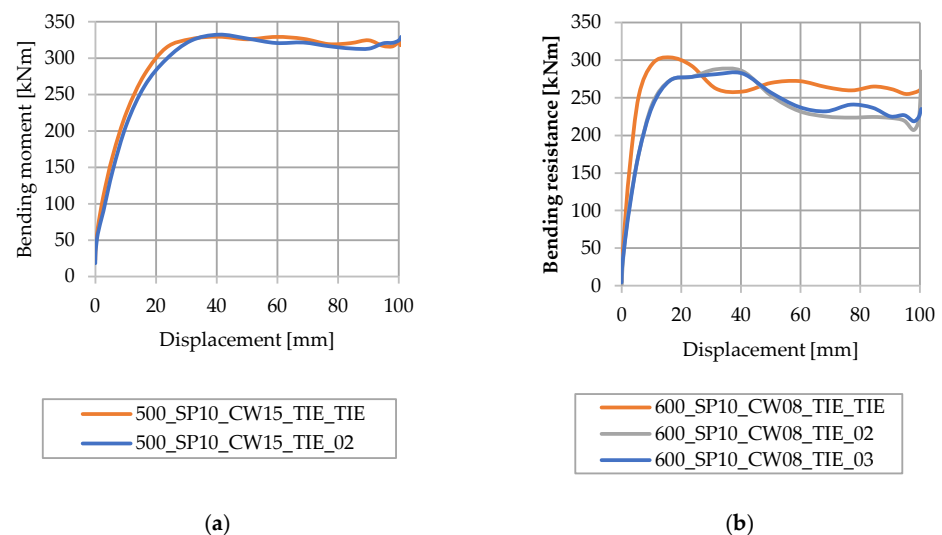 350
300
250
200
150
100
50
0
Bending moment [kNm]
0 20 40 60 80 100
Displacement [mm]
500_SP10_CW15_TIE_TIE
500_SP10_CW15_TIE_02
(a)
350
300
250
200
150
100
50
0
Bending resistance [kNm]
0 20 40 60 80 100
Displacement [mm]
600_SP10_CW08_TIE_TIE
600_SP10_CW08_TIE_02
600_SP10_CW08_TIE_03
(b)